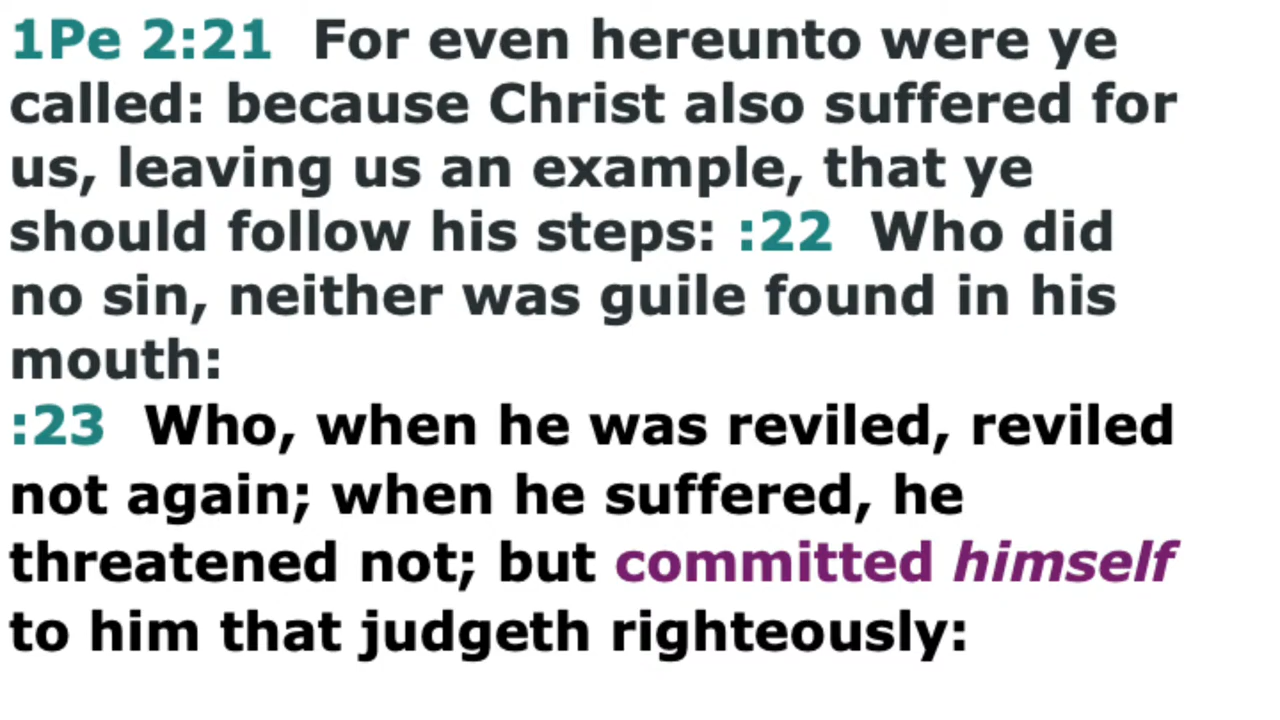 1Pe 2:21 For even hereunto were ye
called: because Christ also suffered for
us, leaving us an example, that ye
should follow his steps: :22 Who did
no sin, neither was guile found in his
mouth:
:23 Who, when he was reviled, reviled
not again; when he suffered, he
threatened not; but committed himself
to him that judgeth righteously: